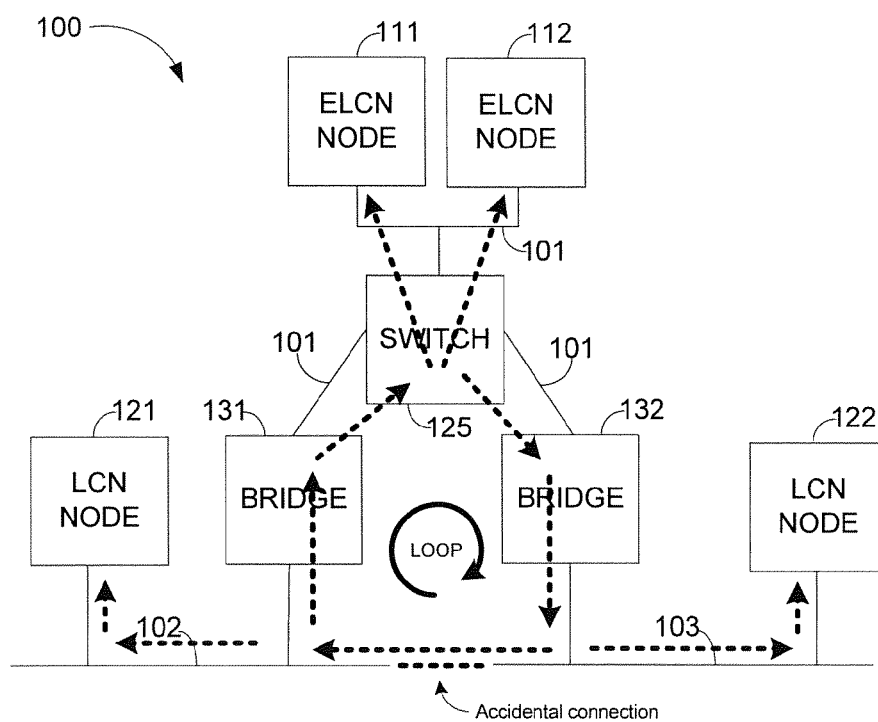 100
111
112
ELCN
NODE
ELCN
NODE
101
SWITCH
101
101
121
131
125
132
122
LCN
NODE
BRIDGE
BRIDGE
LCN
NODE
LOOP
102
103
Accidental connection